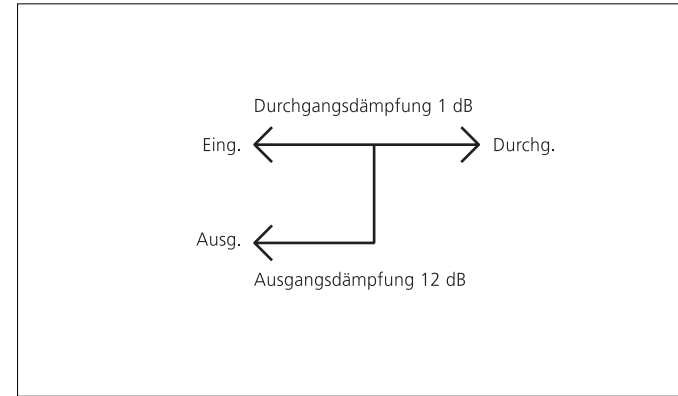 Durchgangsdämpfung 1 dB
Eing.
Durchg.
Ausg.
Ausgangsdämpfung 12 dB